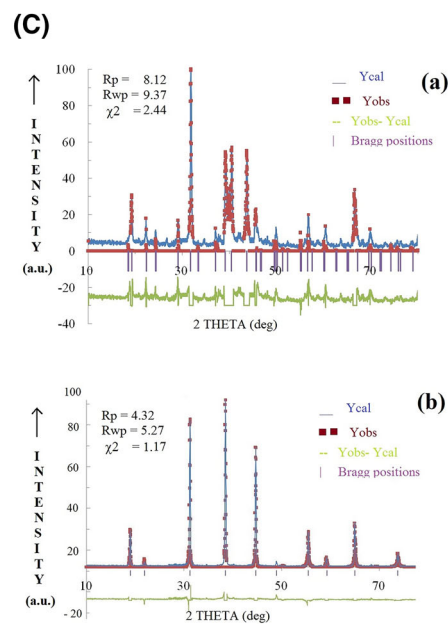 (C)
(a)
Rp = 8.12
Rwp = 9.37
χ2 = 2.44
Ycal
Yobs
Yobs- Ycal
Bragg positions
INTENSITY
(a.u.)
100
80
60
40
20
0
-20
-40
10 30 50 70
2 THETA (deg)
(b)
Rp = 4.32
Rwp = 5.27
χ2 = 1.17
Ycal
Yobs
Yobs- Ycal
Bragg positions
INTENSITY
(a.u.)
100
80
60
40
20
- 20
10 30 50 70
2 THETA (deg)